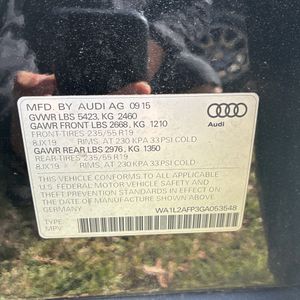 MFD. BY AUDI AG 09 15
GVWR LBS 5423, KG 2460
GAWR FRONT LBS 2668, KG 1210
FRONT-TIRES 235/55 R19
8JX19 RIMS, AT 230 KPA 33 PSI COLD
GAWR REAR LBS 2976, KG 1350
REAR-TIRES 235/55 R19
8JX19 RIMS, AT 230 KPA 33 PSI COLD
THIS VEHICLE CONFORMS TO ALL APPLICABLE
U.S. FEDERAL MOTOR VEHICLE SAFETY
AND THEFT PREVENTION STANDARDS
IN EFFECT ON THE DATE
OF MANUFACTURE SHOWN ABOVE
GERMANY
TYPE:
MPV
WA1L2AFP3GA053548
Audi